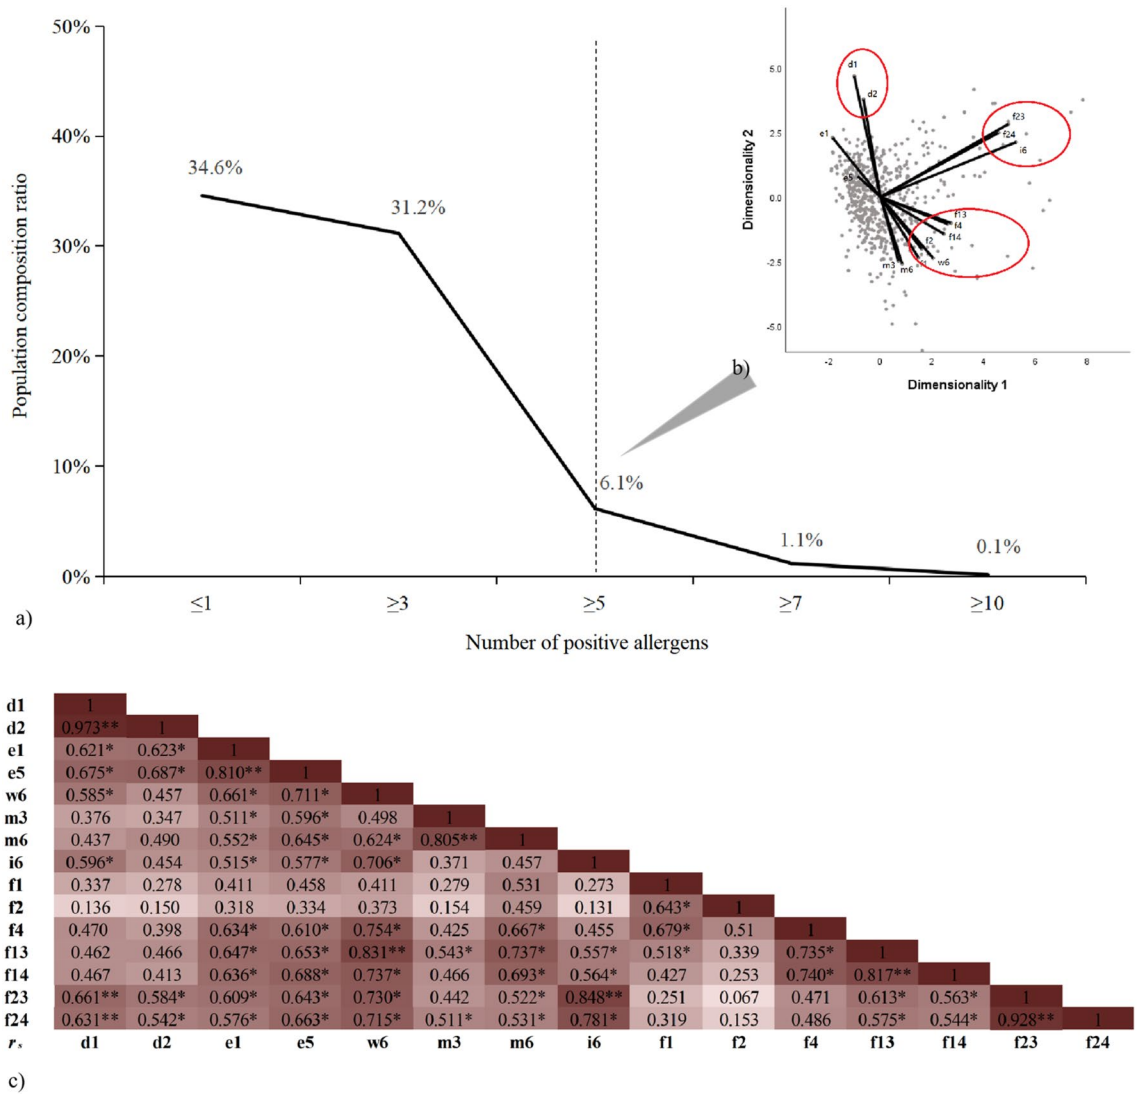 50%
40%
30%
20%
10%
0%
Population composition ratio
34.6%
31.2%
6.1%
1.1%
0.1%
≤1 ≥3 ≥5 ≥7 ≥10
Number of positive allergens
a)
5.0
2.5
0.0
-2.5
-5.0
Dimensionality 2
d1
d2
e1
e5
f23
f24
i6
f13
f4
f14
f2
w6
m3
m6
-2 0 2 4 6 8
Dimensionality 1
b)
d1 1
d2 0.973** 1
e1 0.621* 0.623* 1
e5 0.675* 0.687* 0.810** 1
w6 0.585* 0.457 0.661* 0.711* 1
m3 0.376 0.347 0.511* 0.596* 0.498 1
m6 0.437 0.490 0.552* 0.645* 0.624* 0.805** 1
i6 0.596* 0.454 0.515* 0.577* 0.706* 0.371 0.457 1
f1 0.337 0.278 0.411 0.458 0.411 0.279 0.531 0.273 1
f2 0.136 0.150 0.318 0.334 0.373 0.154 0.459 0.131 0.643* 1
f4 0.470 0.398 0.634* 0.610* 0.754* 0.425 0.667* 0.455 0.679* 0.51 1
f13 0.462 0.466 0.647* 0.653* 0.831** 0.543* 0.737* 0.557* 0.518* 0.339 0.735* 1
f14 0.467 0.413 0.636* 0.688* 0.737* 0.466 0.693* 0.564* 0.427 0.253 0.740* 0.817** 1
f23 0.661** 0.584* 0.609* 0.643* 0.730* 0.442 0.522* 0.848** 0.251 0.067 0.471 0.613* 0.563* 1
f24 0.631** 0.542* 0.576* 0.663* 0.715* 0.511* 0.531* 0.781* 0.319 0.153 0.486 0.575* 0.544* 0.928** 1
rs d1 d2 e1 e5 w6 m3 m6 i6 f1 f2 f4 f13 f14 f23 f24
c)